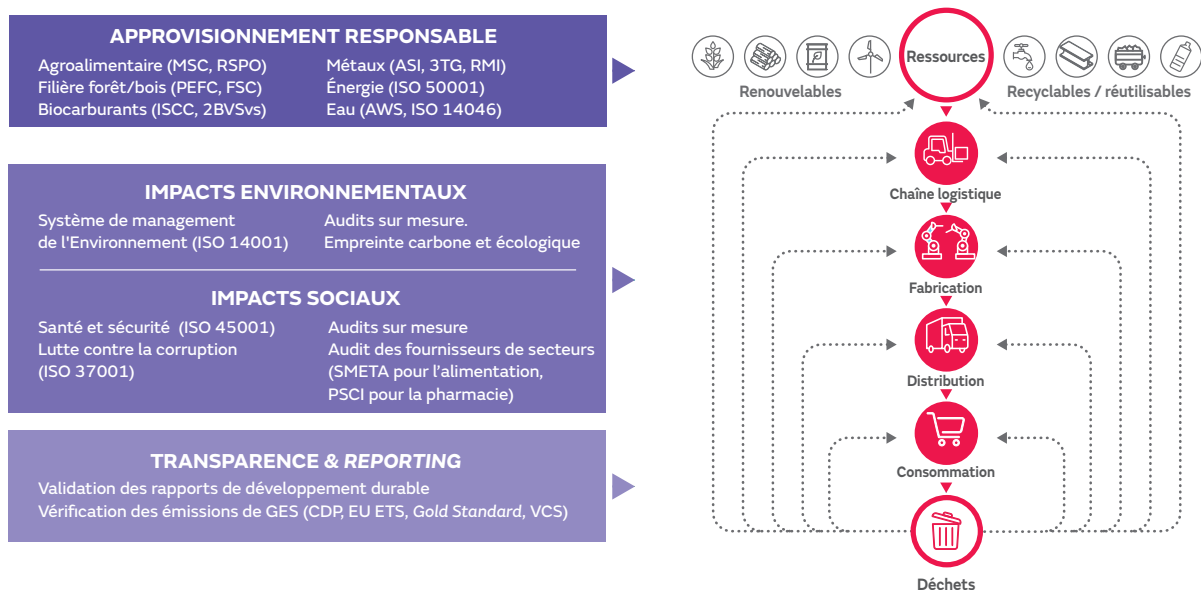 APPROVISIONNEMENT RESPONSABLE
Agroalimentaire (MSC, RSPO)
Filière forêt/bois (PEFC, FSC)
Biocarburants (ISCC, 2BVSvs)
Métaux (ASI, 3TG, RMI)
Énergie (ISO 50001)
Eau (AWS, ISO 14046)
IMPACTS ENVIRONNEMENTAUX
Système de management
de l'Environnement (ISO 14001)
Audits sur mesure.
Empreinte carbone et écologique
IMPACTS SOCIAUX
Santé et sécurité (ISO 45001)
Lutte contre la corruption
(ISO 37001)
Audits sur mesure
Audit des fournisseurs de secteurs
(SMETA pour l’alimentation,
PSCI pour la pharmacie)
TRANSPARENCE & REPORTING
Validation des rapports de développement durable
Vérification des émissions de GES (CDP, EU ETS, Gold Standard, VCS)
Ressources
Renouvelables
Recyclables / réutilisables
Chaîne logistique
Fabrication
Distribution
Consommation
Déchets